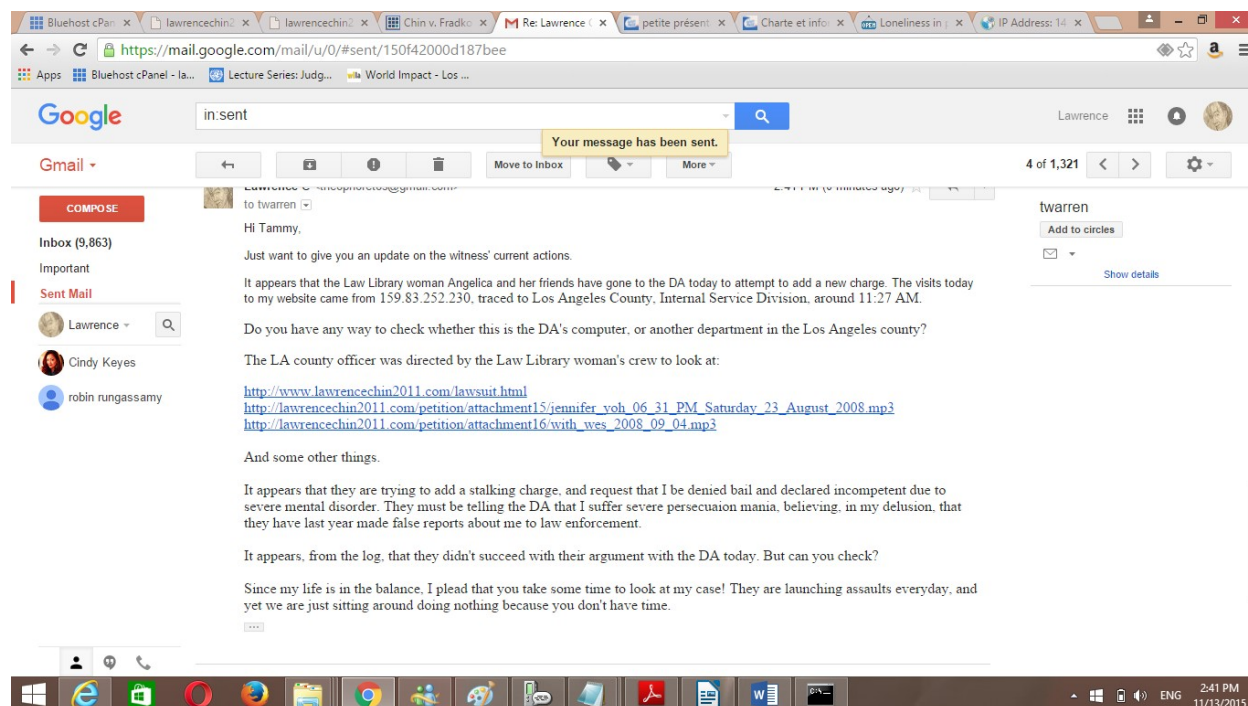 Bluehost cPan
lawrencechin2
lawrencechin2
Chin v. Fradko
Re: Lawrence C
petite présent
Charte et infor
Loneliness in p
IP Address: 14
https://mail.google.com/mail/u/0/#sent/150f42000d187bee
Apps Bluehost cPanel - la... Lecture Series: Judg... World Impact - Los ...
Google in:sent Lawrence
Your message has been sent.
Gmail Move to Inbox More 4 of 1,321
COMPOSE
Inbox (9,863)
Important
Sent Mail
Lawrence
Cindy Keyes
robin rungassamy
Lawrence C <theophoretos@gmail.com> 2:41 PM (0 minutes ago)
to twarren
Hi Tammy,
Just want to give you an update on the witness' current actions.
It appears that the Law Library woman Angelica and her friends have gone to the DA today to attempt to add a new charge. The visits today
to my website came from 159.83.252.230, traced to Los Angeles County, Internal Service Division, around 11:27 AM.
Do you have any way to check whether this is the DA's computer, or another department in the Los Angeles county?
The LA county officer was directed by the Law Library woman's crew to look at:
http://www.lawrencechin2011.com/lawsuit.html
http://lawrencechin2011.com/petition/attachment15/jennifer_yoh_06_31_PM_Saturday_23_August_2008.mp3
http://lawrencechin2011.com/petition/attachment16/with_wes_2008_09_04.mp3
And some other things.
It appears that they are trying to add a stalking charge, and request that I be denied bail and declared incompetent due to
severe mental disorder. They must be telling the DA that I suffer severe persecuaion mania, believing, in my delusion, that
they have last year made false reports about me to law enforcement.
It appears, from the log, that they didn't succeed with their argument with the DA today. But can you check?
Since my life is in the balance, I plead that you take some time to look at my case! They are launching assaults everyday, and
yet we are just sitting around doing nothing because you don't have time.
twarren
Add to circles
Show details
ENG 2:41 PM
11/13/2015